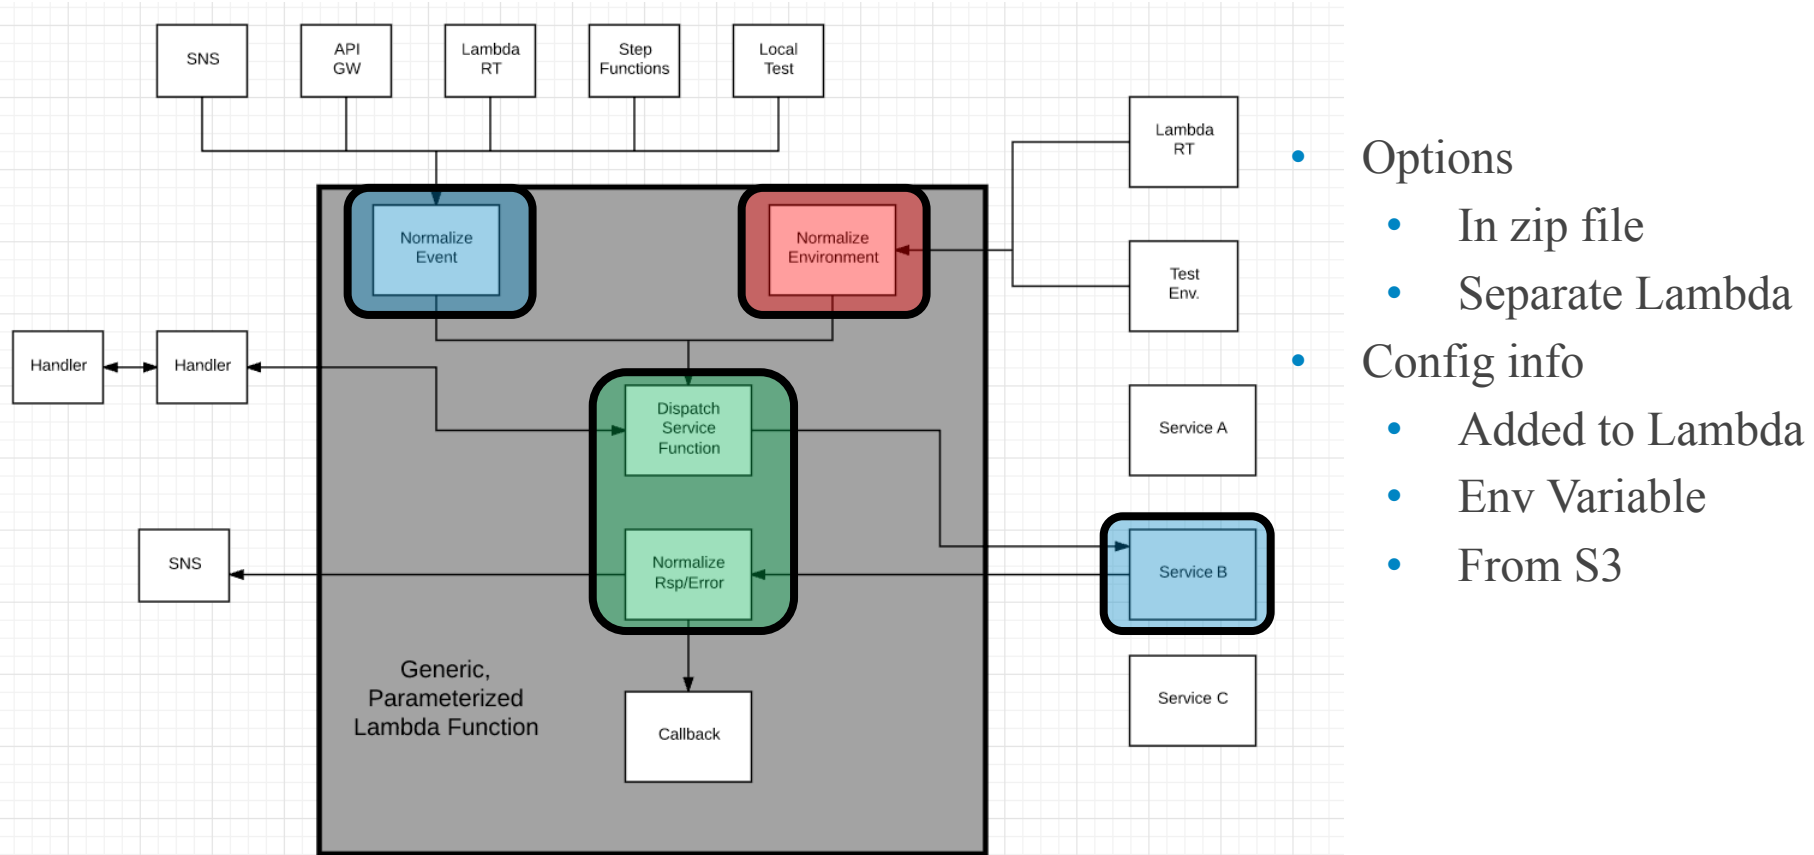 SNS
API
GW
Lambda
RT
Step
Functions
Local
Test
Lambda
RT
Normalize
Event
Normalize
Environment
Test
Env.
Handler
Handler
Dispatch
Service
Function
Service A
SNS
Normalize
Rsp/Error
Service B
Generic,
Parameterized
Lambda Function
Callback
Service C
• Options
• In zip file
• Separate Lambda
• Config info
• Added to Lambda
• Env Variable
• From S3